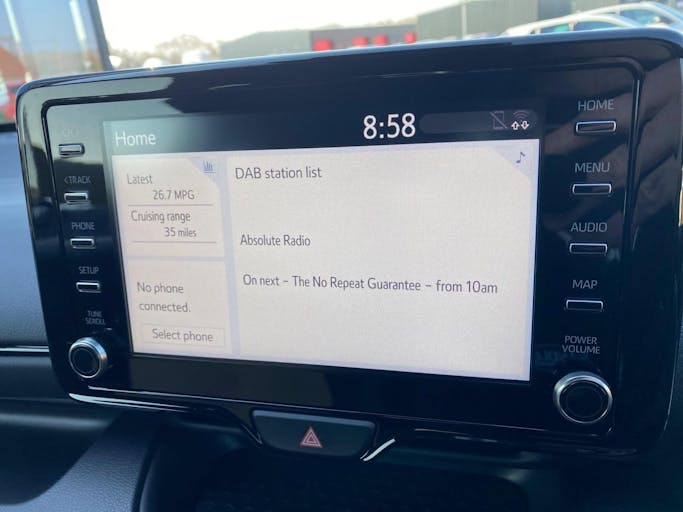 Home
8:58
Latest
26.7 MPG
Cruising range
35 miles
No phone
connected.
Select phone
DAB station list
Absolute Radio
On next – The No Repeat Guarantee – from 10am
<TRACK
PHONE
SETUP
TUNE
SCROLL
HOME
MENU
AUDIO
MAP
POWER
VOLUME